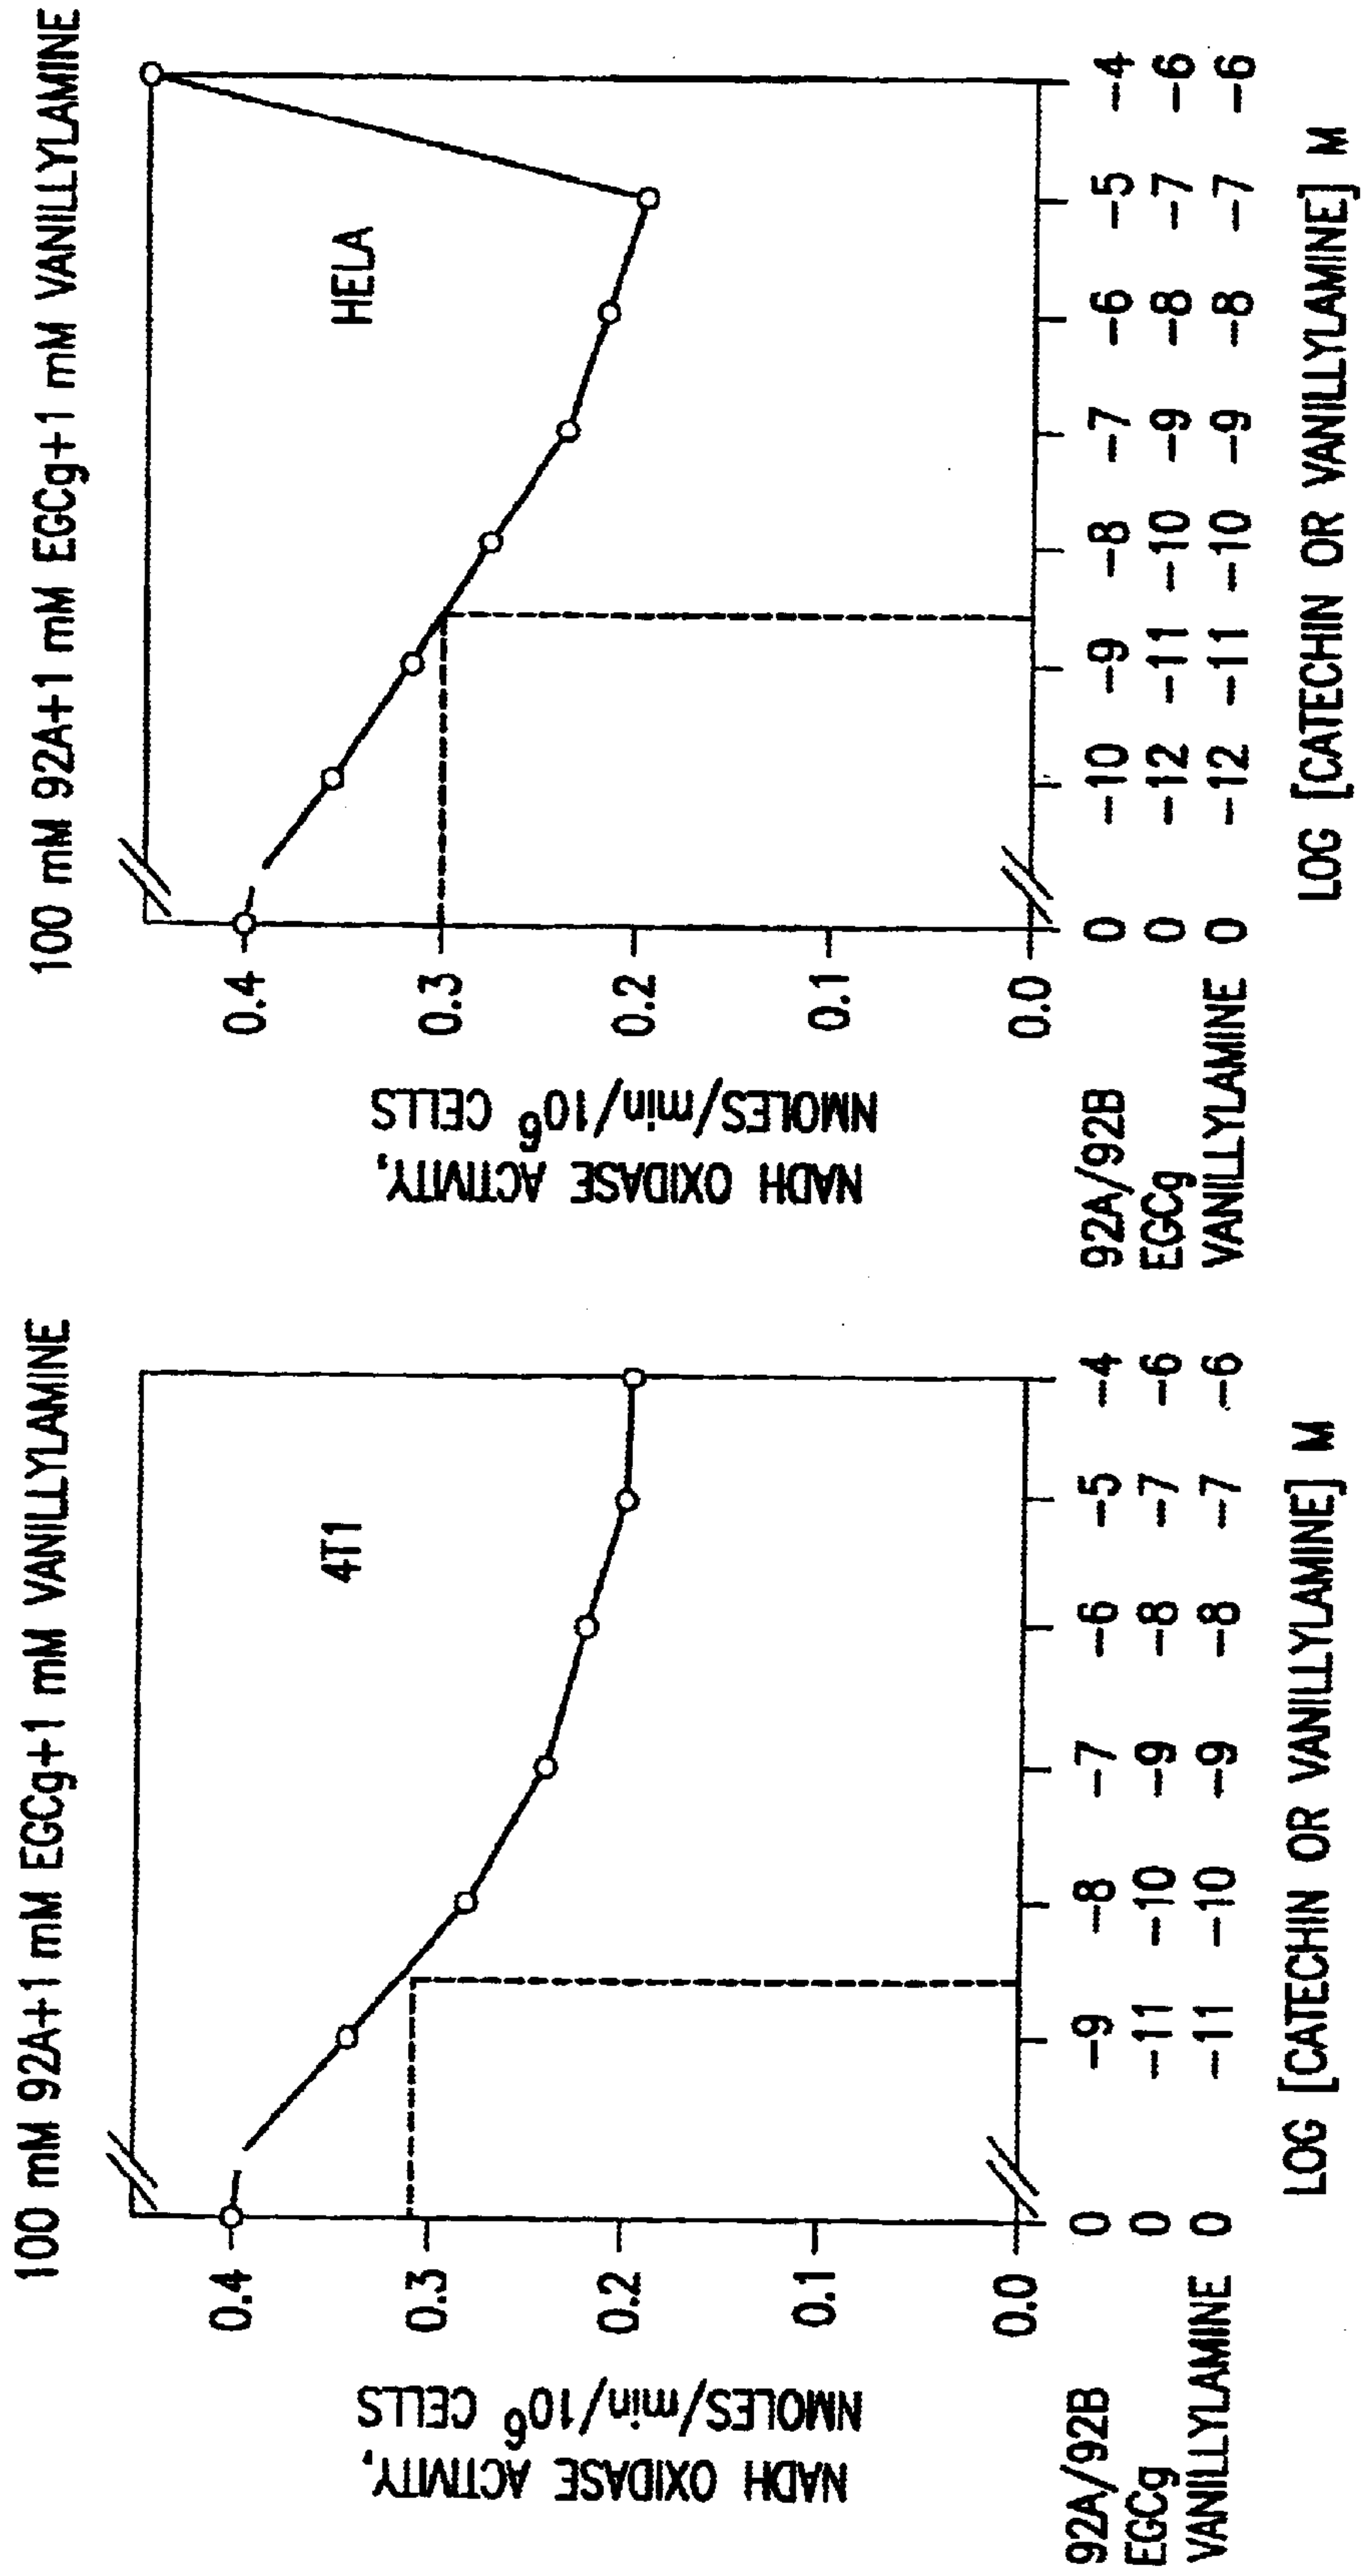 100 mM 92A+1 mM EGCg+1 mM VANILLYLAMINE
4T1
NADH OXIDASE ACTIVITY,
NMOLES/min/10⁶ CELLS
0.4
0.3
0.2
0.1
0.0
92A/92B 0 -9 -8 -7 -6 -5 -4
EGCg 0 -11 -10 -9 -8 -7 -6
VANILLYLAMINE 0 -11 -10 -9 -8 -7 -6
LOG [CATECHIN OR VANILLYLAMINE] M
100 mM 92A+1 mM EGCg+1 mM VANILLYLAMINE
HELA
NADH OXIDASE ACTIVITY,
NMOLES/min/10⁶ CELLS
0.4
0.3
0.2
0.1
0.0
92A/92B 0 -10 -9 -8 -7 -6 -5 -4
EGCg 0 -12 -11 -10 -9 -8 -7 -6
VANILLYLAMINE 0 -12 -11 -10 -9 -8 -7 -6
LOG [CATECHIN OR VANILLYLAMINE] M